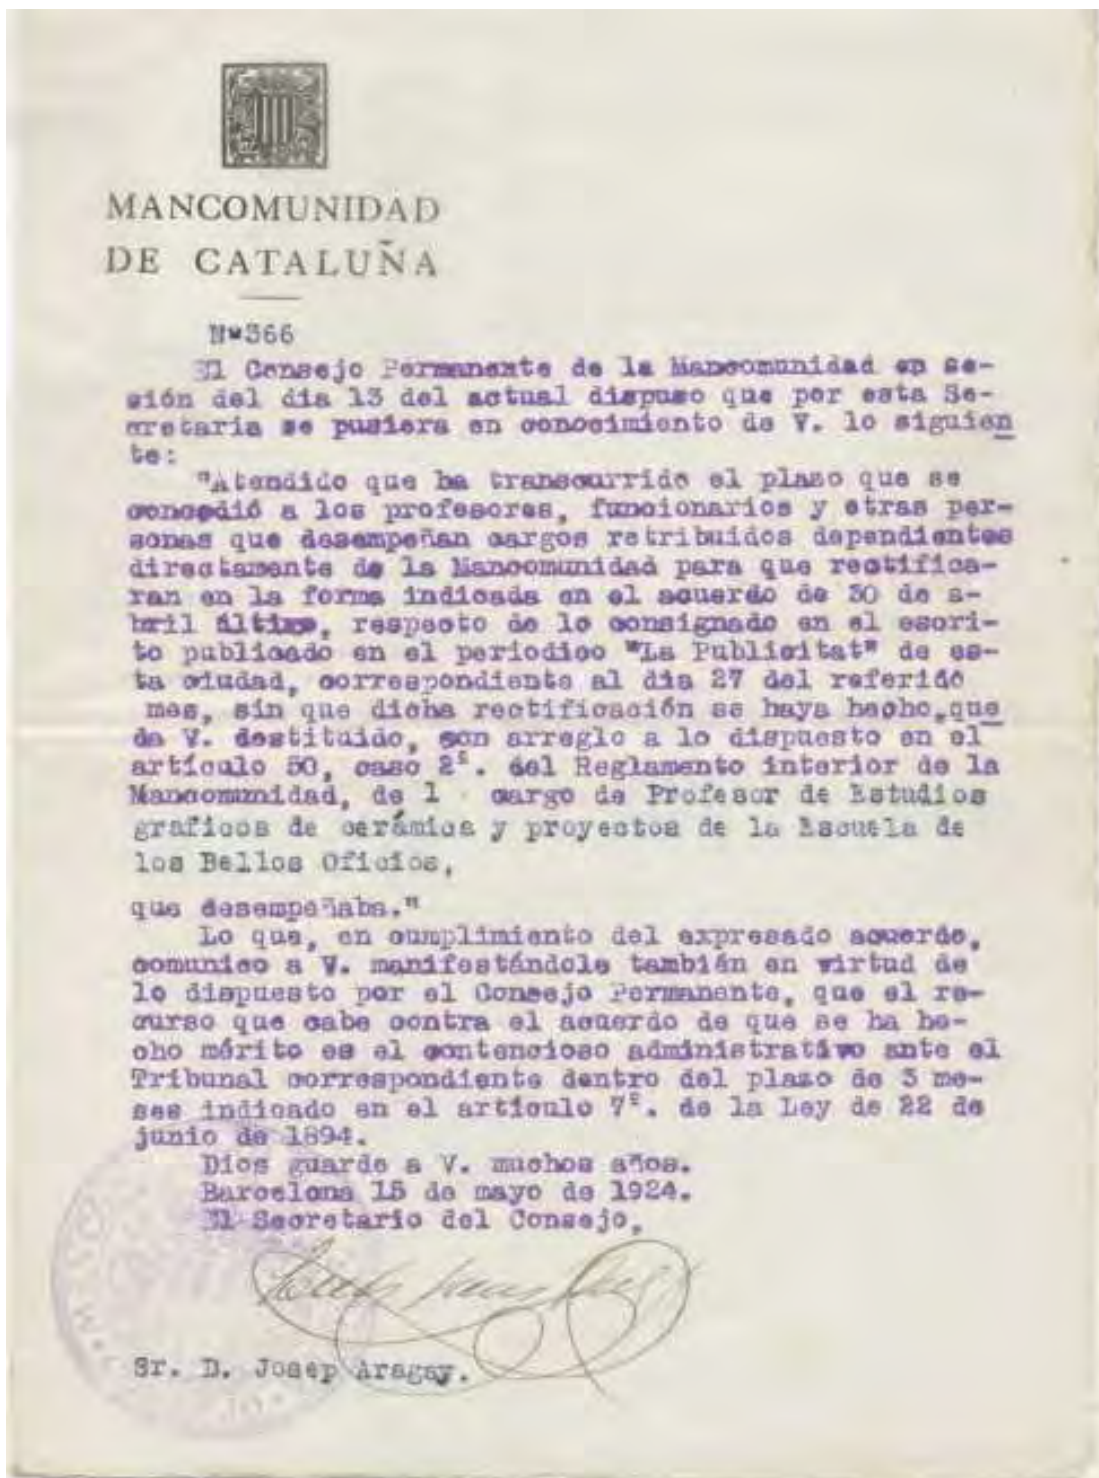 MANCOMUNIDAD
DE CATALUÑA
Nº 366
El Consejo Permanente de la Mancomunidad en se-
sión del dia 13 del actual dispuso que por esta Se-
cretaria se pusiera en conocimiento de V. lo siguien
te:
"Atendido que ha transcurrido el plazo que se
concedió a los profesores, funcionarios y otras per-
sonas que desempeñan cargos retribuidos dependientes
directamente de la Mancomunidad para que rectifica-
ran en la forma indicada en el acuerdo de 30 de a-
bril último, respecto de lo consignado en el escri-
to publicado en el periodico "La Publicitat" de es-
ta ciudad, correspondiente al dia 27 del referido
mes, sin que dicha rectificación se haya hecho, que
da V. destituido, con arreglo a lo dispuesto en el
artículo 50, caso 2º. del Reglamento interior de la
Mancomunidad, de l cargo de Profesor de Estudios
graficos de cerámica y proyectos de la Escuela de
los Bellos Oficios,
que desempeñaba."
Lo que, en cumplimiento del expresado acuerdo,
comunico a V. manifestándole también en virtud de
lo dispuesto por el Consejo Permanente, que el re-
curso que cabe contra el acuerdo de que se ha he-
cho mérito es el contencioso administrativo ante el
Tribunal correspondiente dentro del plazo de 3 me-
ses indicado en el artículo 7º. de la Ley de 22 de
junio de 1894.
Dios guarde a V. muchos años.
Barcelona 15 de mayo de 1924.
El Secretario del Consejo,
Sr. D. Josep Aragay.